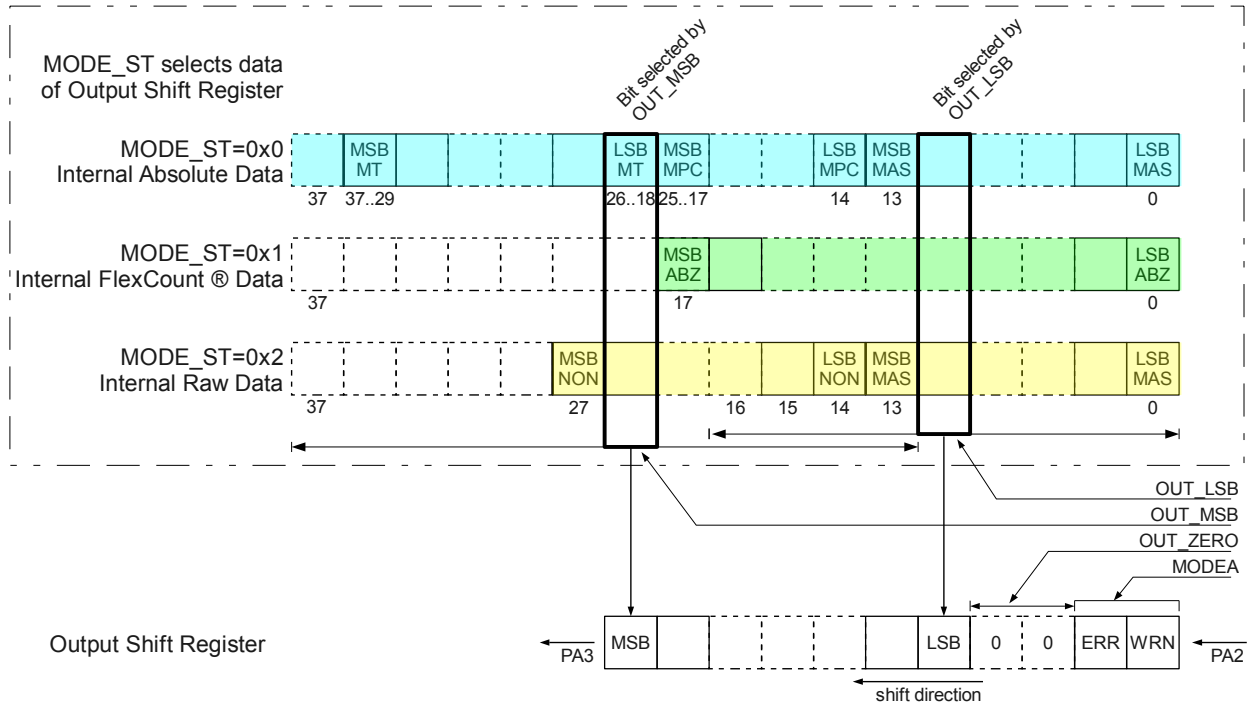 Bit selected by
OUT_MSB
Bit selected by
OUT_LSB
MODE_ST selects data
of Output Shift Register
MODE_ST=0x0
Internal Absolute Data
MSB MT LSB MT MSB MPC LSB MPC MSB MAS LSB MAS
37 37..29 26..18 25..17 14 13 0
MODE_ST=0x1
Internal FlexCount ® Data
MSB ABZ LSB ABZ
37 17 0
MODE_ST=0x2
Internal Raw Data
MSB NON LSB NON MSB MAS LSB MAS
37 27 16 15 14 13 0
OUT_LSB
OUT_MSB
OUT_ZERO
MODEA
Output Shift Register
PA3 MSB LSB 0 0 ERR WRN PA2
shift direction